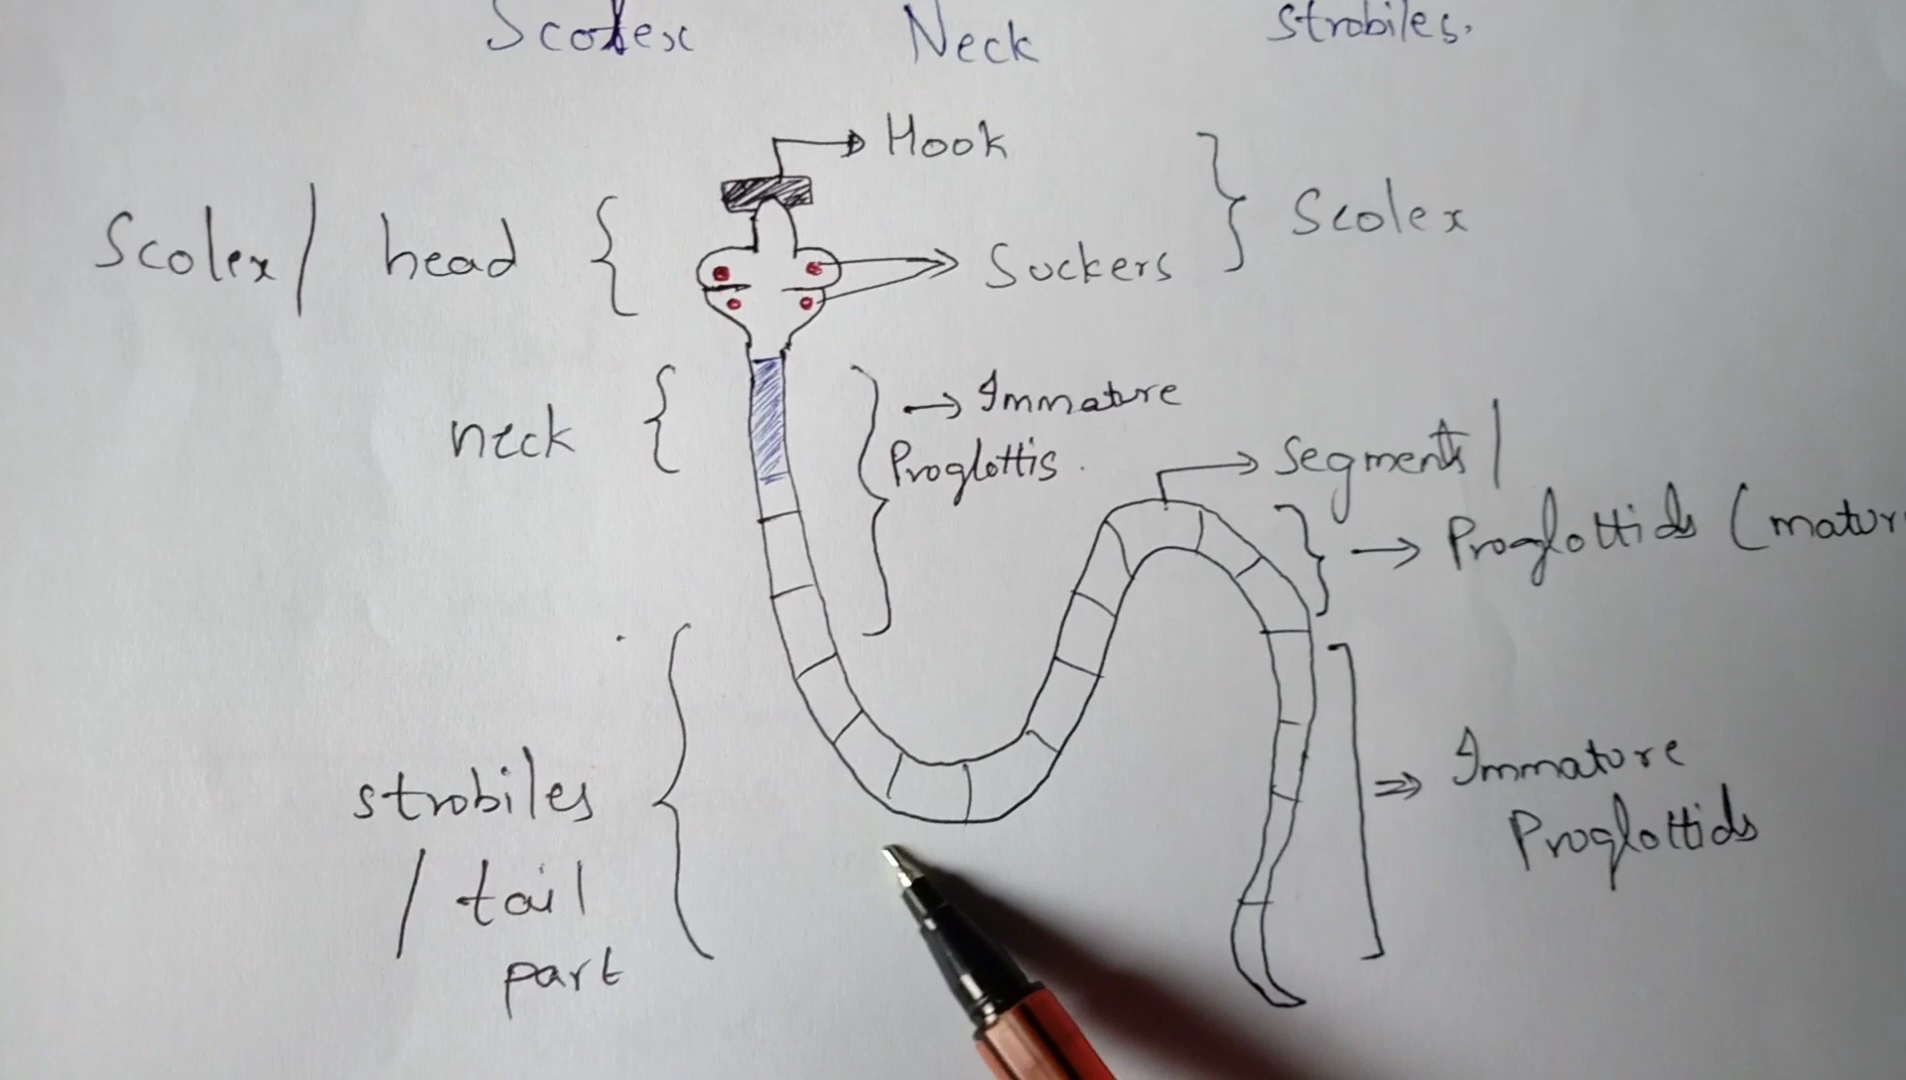 Scolex Neck strobiles.
Hook
Scolex / head
Suckers
Scolex
neck
→ Immature
Proglottis.
→ segments /
→ Proglottids (matur
strobiles
/ tail
part
⇒ Immature
Proglottids